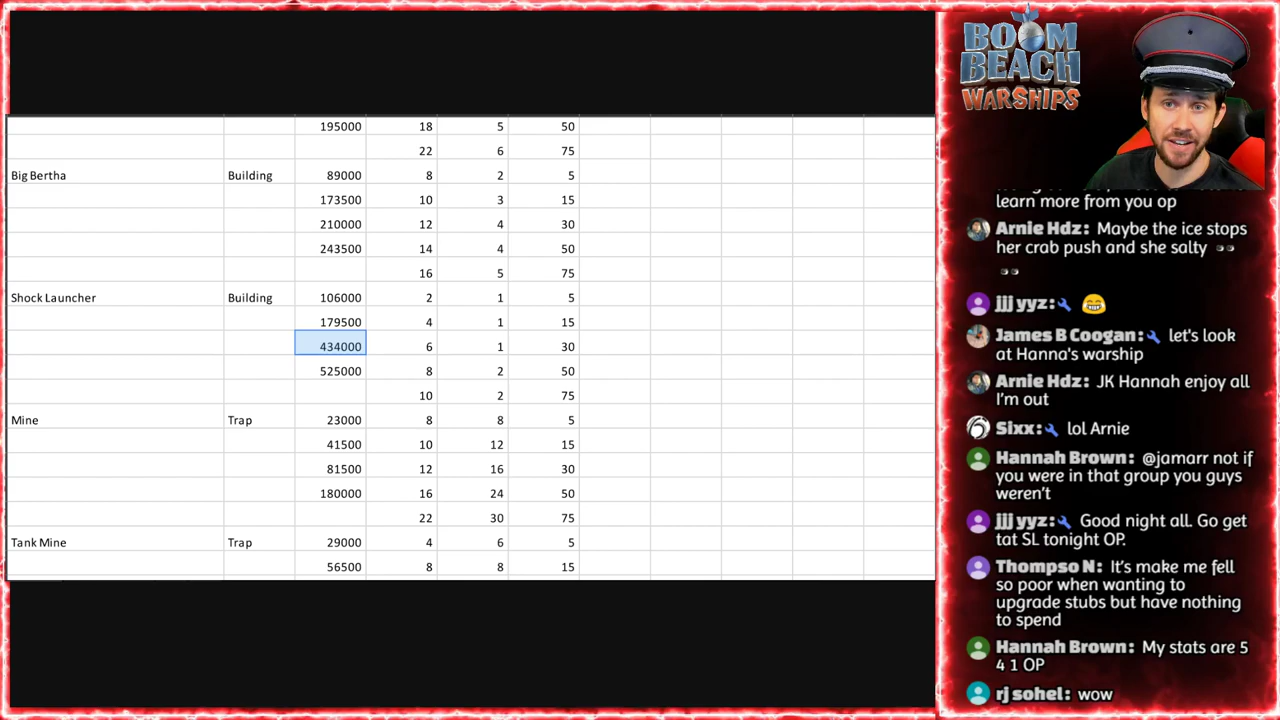 195000 18 5 50
22 6 75
Big Bertha Building 89000 8 2 5
173500 10 3 15
210000 12 4 30
243500 14 4 50
16 5 75
Shock Launcher Building 106000 2 1 5
179500 4 1 15
434000 6 1 30
525000 8 2 50
10 2 75
Mine Trap 23000 8 8 5
41500 10 12 15
81500 12 16 30
180000 16 24 50
22 30 75
Tank Mine Trap 29000 4 6 5
56500 8 8 15
BOOM
BEACH
WARSHIPS
learn more from you op
Arnie Hdz: Maybe the ice stops
her crab push and she salty
jjj yyz:
James B Coogan: let's look
at Hanna's warship
Arnie Hdz: JK Hannah enjoy all
I'm out
Sixx: lol Arnie
Hannah Brown: @jamarr not if
you were in that group you guys
weren't
jjj yyz: Good night all. Go get
tat SL tonight OP.
Thompso N: It's make me fell
so poor when wanting to
upgrade stubs but have nothing
to spend
Hannah Brown: My stats are 5
4 1 OP
rj sohel: wow